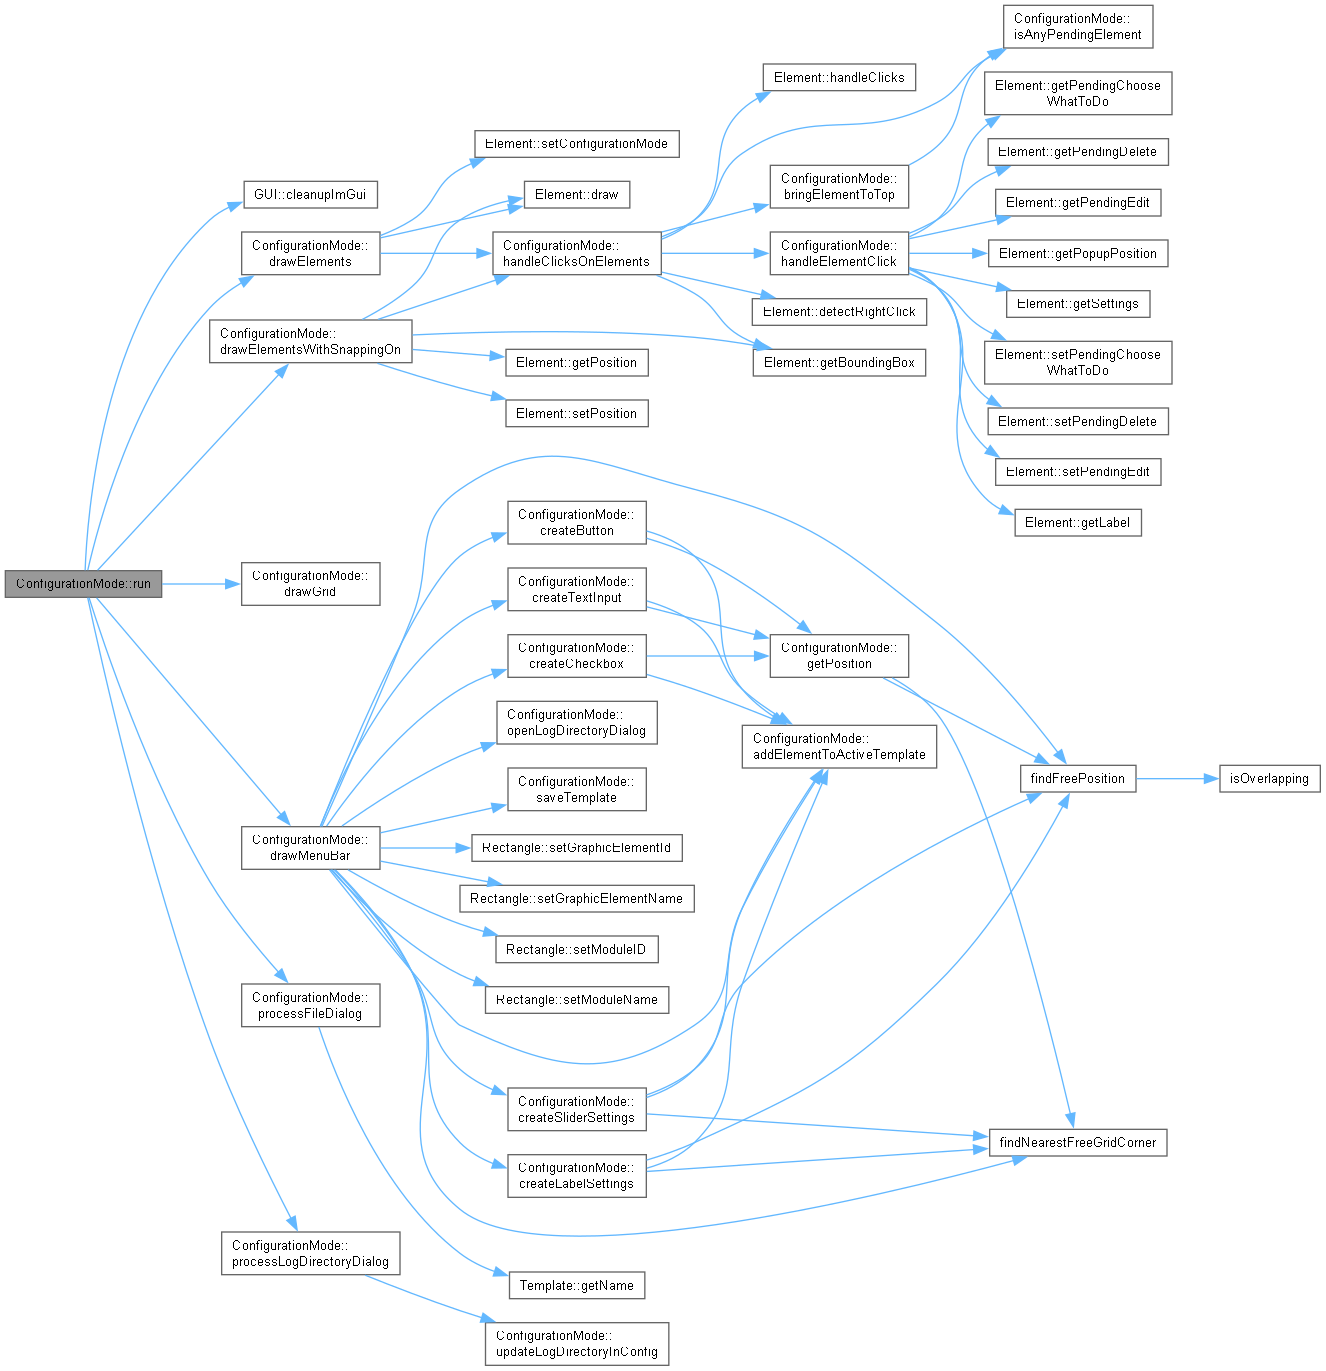 ConfigurationMode::
isAnyPendingElement
Element::handleClicks
Element::getPendingChoose
WhatToDo
Element::setConfigurationMode
Element::getPendingDelete
GUI::cleanupImGui
Element::draw
ConfigurationMode::
bringElementToTop
Element::getPendingEdit
ConfigurationMode::
drawElements
ConfigurationMode::
handleClicksOnElements
ConfigurationMode::
handleElementClick
Element::getPopupPosition
Element::getSettings
Element::detectRightClick
ConfigurationMode::
drawElementsWithSnappingOn
Element::getPosition
Element::getBoundingBox
Element::setPendingChoose
WhatToDo
Element::setPosition
Element::setPendingDelete
Element::setPendingEdit
Element::getLabel
ConfigurationMode::
createButton
ConfigurationMode::run
ConfigurationMode::
drawGrid
ConfigurationMode::
createTextInput
ConfigurationMode::
createCheckbox
ConfigurationMode::
getPosition
ConfigurationMode::
openLogDirectoryDialog
ConfigurationMode::
addElementToActiveTemplate
ConfigurationMode::
saveTemplate
findFreePosition
isOverlapping
ConfigurationMode::
drawMenuBar
Rectangle::setGraphicElementId
Rectangle::setGraphicElementName
Rectangle::setModuleID
Rectangle::setModuleName
ConfigurationMode::
processFileDialog
ConfigurationMode::
createSliderSettings
findNearestFreeGridCorner
ConfigurationMode::
createLabelSettings
ConfigurationMode::
processLogDirectoryDialog
Template::getName
ConfigurationMode::
updateLogDirectoryInConfig